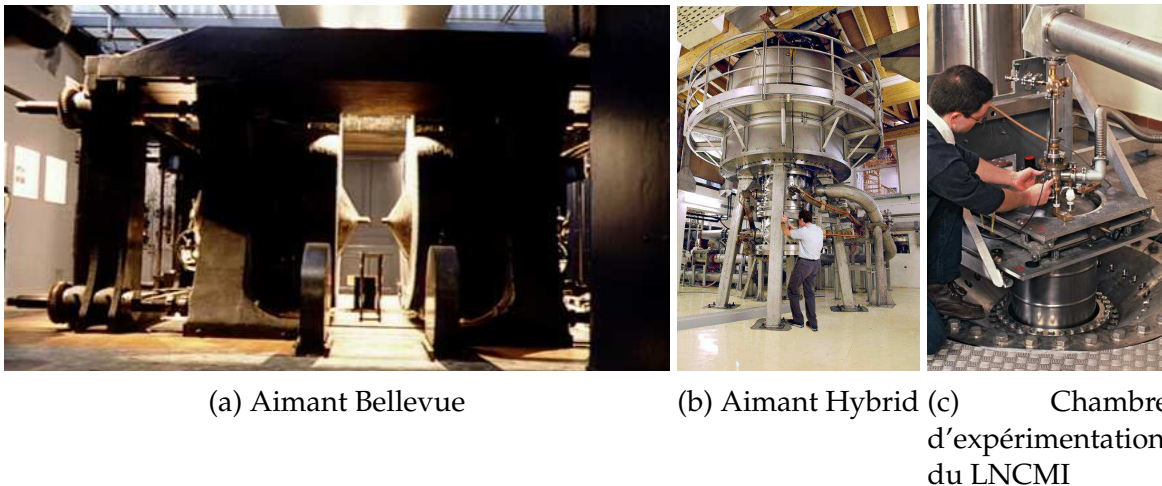 (a) Aimant Bellevue
(b) Aimant Hybrid
(c) Chambre
d'expérimentation
du LNCMI